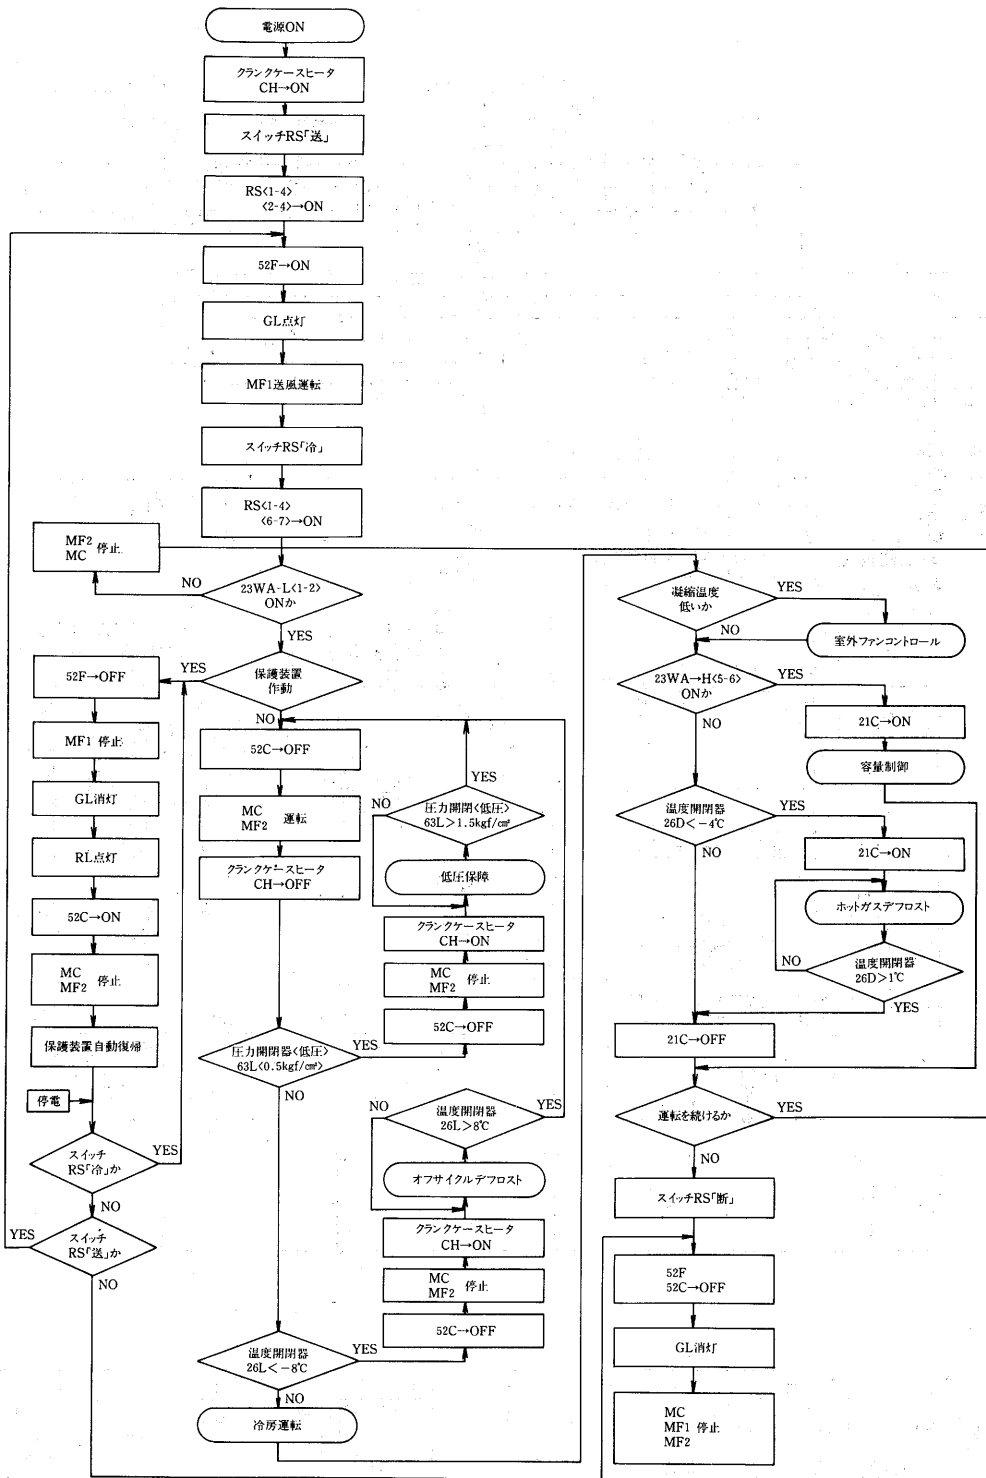 電源ON
クランクケースヒータ
CH→ON
スイッチRS「送」
RS<1-4>
<2-4>→ON
52F→ON
GL点灯
MF1送風運転
スイッチRS「冷」
RS<1-4>
<6-7>→ON
MF2
MC 停止
NO
23WA-L<1-2>
ONか
YES
保護装置
作動
YES
NO
52F→OFF
MF1 停止
GL消灯
RL点灯
52C→ON
MC
MF2 停止
保護装置自動復帰
停電
スイッチ
RS「冷」か
YES
NO
スイッチ
RS「送」か
YES
NO
52C→OFF
MC
MF2 運転
クランクケースヒータ
CH→OFF
圧力開閉器<低圧>
63L<0.5kgf/cm²>
YES
NO
52C→OFF
MC
MF2 停止
クランクケースヒータ
CH→ON
低圧保障
圧力開閉<低圧>
63L>1.5kgf/cm²
NO
YES
温度開閉器
26L<-8℃
YES
NO
52C→OFF
MC
MF2 停止
クランクケースヒータ
CH→ON
オフサイクルデフロスト
温度開閉器
26L>8℃
NO
YES
冷房運転
凝縮温度
低いか
YES
NO
室外ファンコントロール
23WA→H<5-6>
ONか
YES
NO
21C→ON
容量制御
温度開閉器
26D<-4℃
YES
NO
21C→ON
ホットガスデフロスト
温度開閉器
26D>1℃
NO
YES
21C→OFF
運転を続けるか
YES
NO
スイッチRS「断」
52F
52C→OFF
GL消灯
MC
MF1 停止
MF2